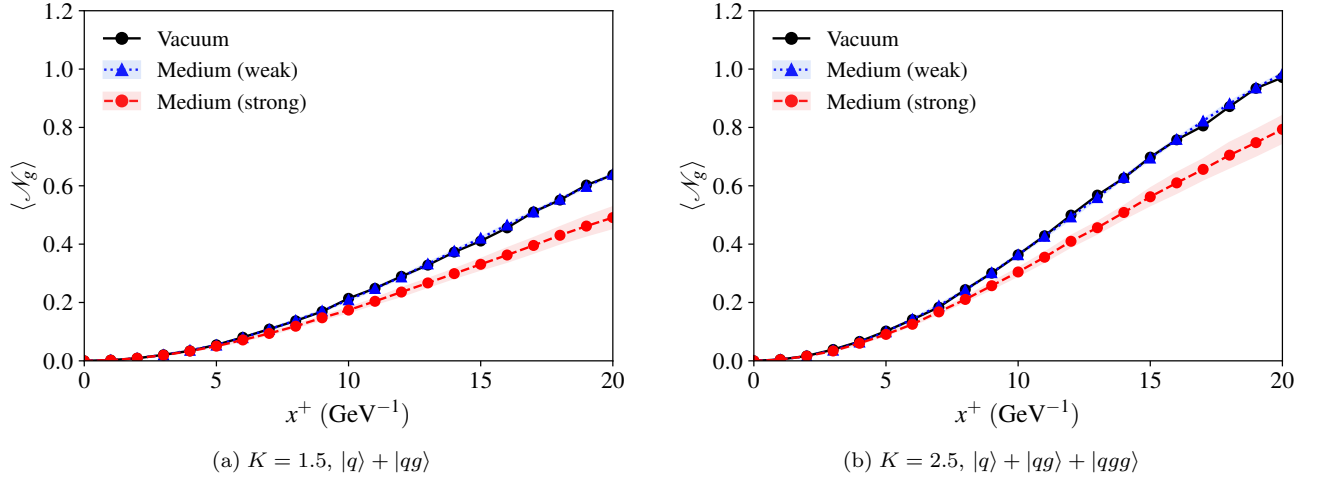 1.2
1.0
0.8
0.6
0.4
0.2
0.0
⟨𝒩g⟩
Vacuum
Medium (weak)
Medium (strong)
0 5 10 15 20
x⁺ (GeV⁻¹)
(a) K = 1.5, |q⟩ + |qg⟩
1.2
1.0
0.8
0.6
0.4
0.2
0.0
⟨𝒩g⟩
Vacuum
Medium (weak)
Medium (strong)
0 5 10 15 20
x⁺ (GeV⁻¹)
(b) K = 2.5, |q⟩ + |qg⟩ + |qgg⟩